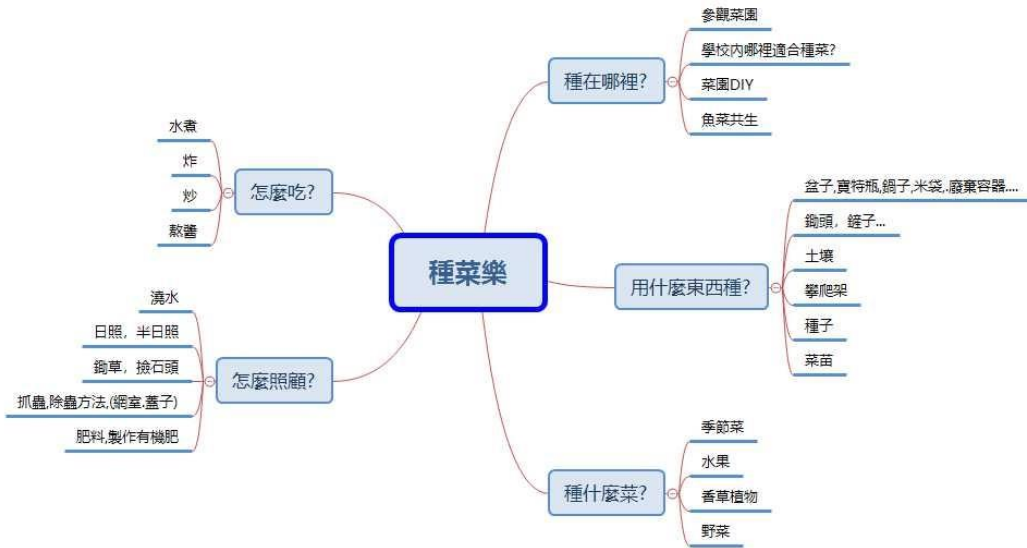 種菜樂
種在哪裡?
參觀菜園
學校內哪裡適合種菜?
菜園DIY
魚菜共生
用什麼東西種?
盆子,寶特瓶,鍋子,米袋,.廢棄容器....
鋤頭，鏟子...
土壤
攀爬架
種子
菜苗
種什麼菜?
季節菜
水果
香草植物
野菜
怎麼照顧?
澆水
日照，半日照
鋤草，撿石頭
抓蟲,除蟲方法,(網室.蓋子)
肥料,製作有機肥
怎麼吃?
水煮
炸
炒
熬醬